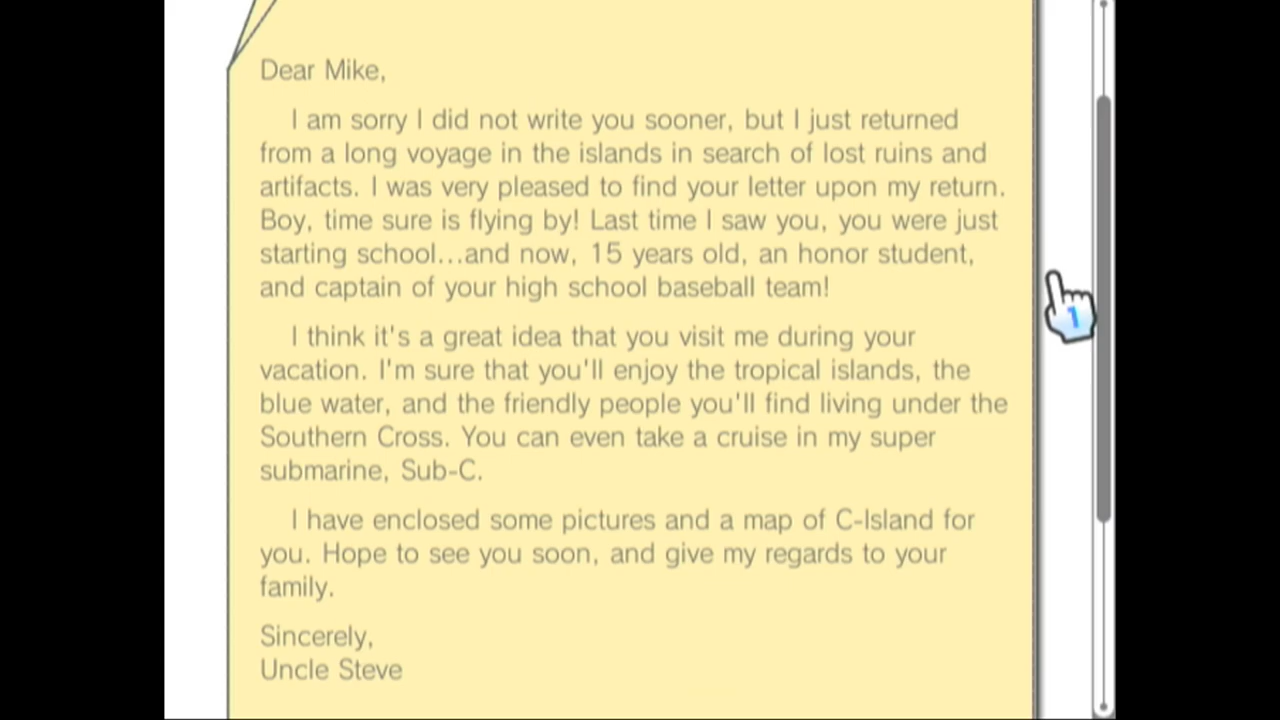 Dear Mike,
I am sorry I did not write you sooner, but I just returned
from a long voyage in the islands in search of lost ruins and
artifacts. I was very pleased to find your letter upon my return.
Boy, time sure is flying by! Last time I saw you, you were just
starting school...and now, 15 years old, an honor student,
and captain of your high school baseball team!
I think it's a great idea that you visit me during your
vacation. I'm sure that you'll enjoy the tropical islands, the
blue water, and the friendly people you'll find living under the
Southern Cross. You can even take a cruise in my super
submarine, Sub-C.
I have enclosed some pictures and a map of C-Island for
you. Hope to see you soon, and give my regards to your
family.
Sincerely,
Uncle Steve
1